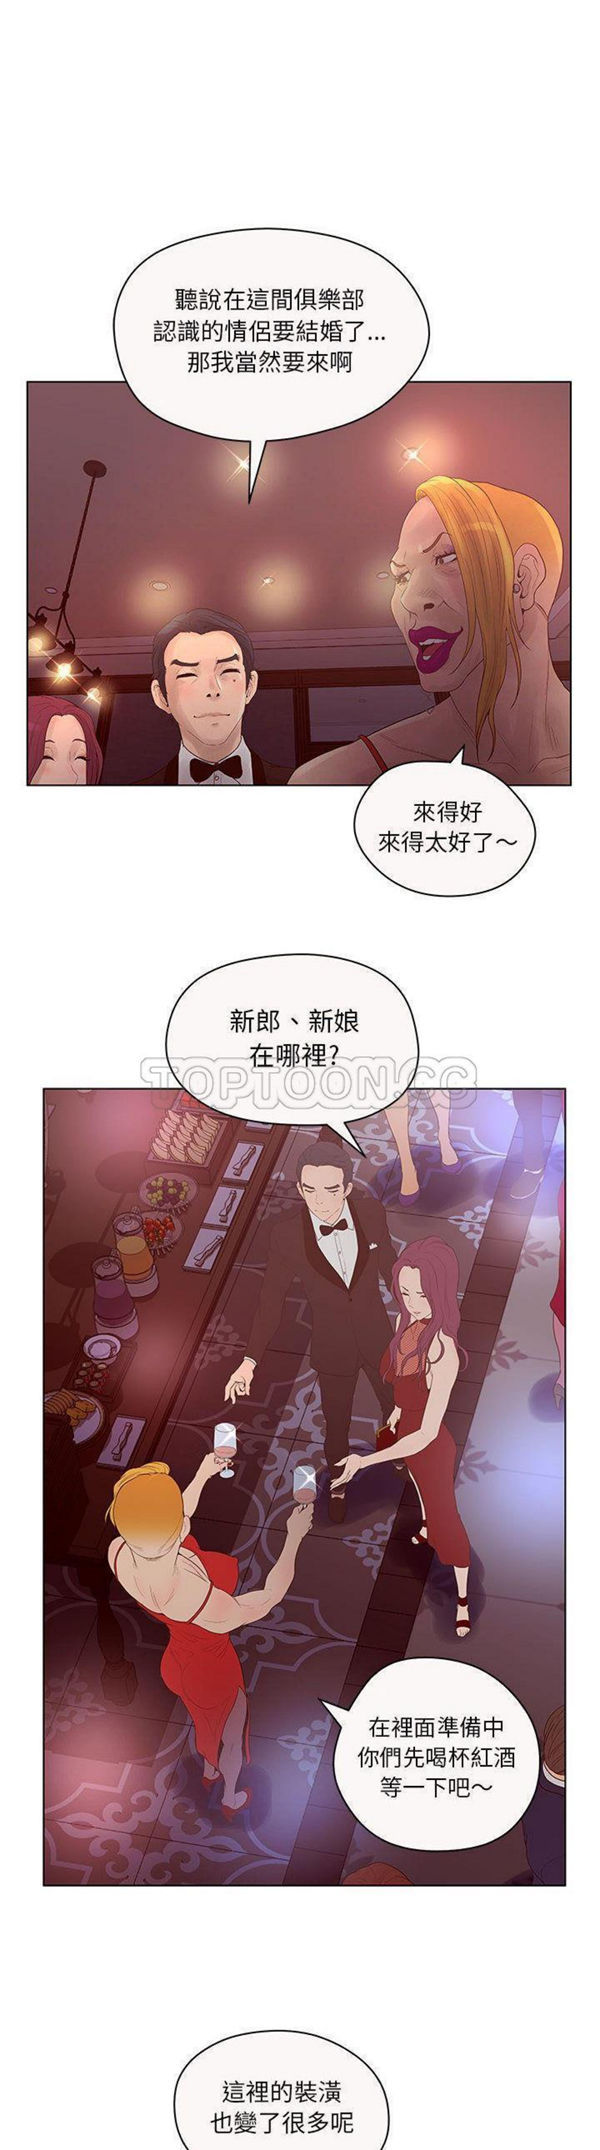 聽說在這間俱樂部
認識的情侶要結婚了...
那我當然要來啊
來得好
來得太好了～
新郎、新娘
在哪裡?
TOPTOON.CC
在裡面準備中
你們先喝杯紅酒
等一下吧～
這裡的裝潢
也變了很多呢